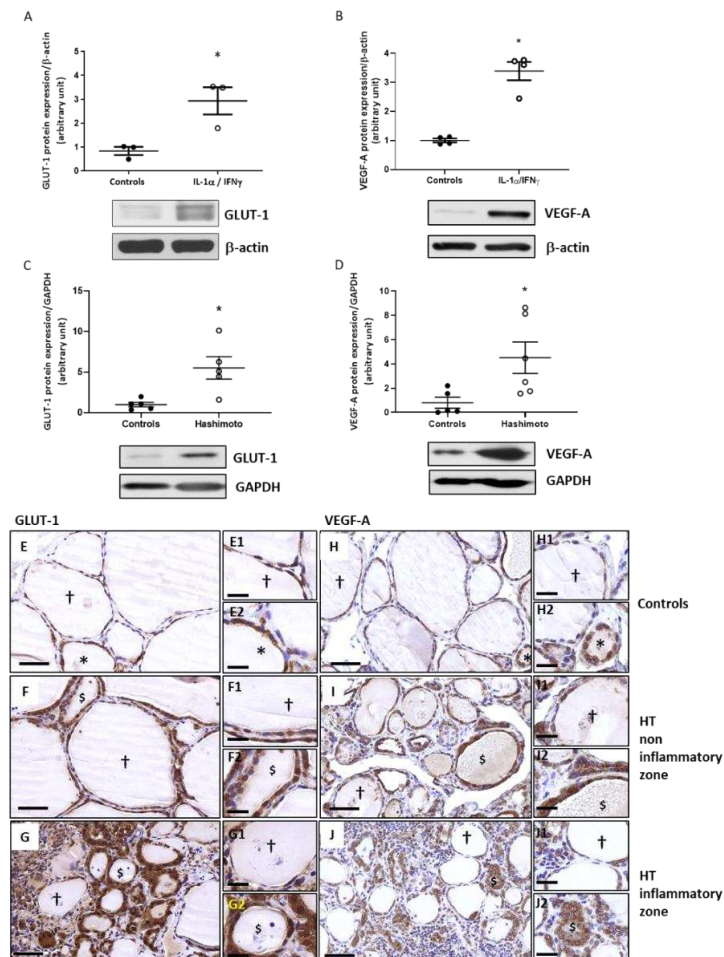 A
GLUT-1 protein expression/β-actin
(arbitrary unit)
4
3
2
1
0
*
Controls
IL-1α / IFNγ
GLUT-1
β-actin
B
VEGF-A protein expression/β-actin
(arbitrary unit)
4
3
2
1
0
*
Controls
IL-1α/IFNγ
VEGF-A
β-actin
C
GLUT-1 protein expression/GAPDH
(arbitrary unit)
15
10
5
0
*
Controls
Hashimoto
GLUT-1
GAPDH
D
VEGF-A protein expression/GAPDH
(arbitrary unit)
10
8
6
4
2
0
*
Controls
Hashimoto
VEGF-A
GAPDH
GLUT-1
VEGF-A
E
†
*
E1
†
E2
*
H
†
*
H1
†
H2
*
Controls
F
$
†
F1
†
F2
$
I
$
†
I1
†
I2
$
HT
non
inflammatory
zone
G
†
$
G1
†
G2
$
J
†
$
J1
†
J2
$
HT
inflammatory
zone